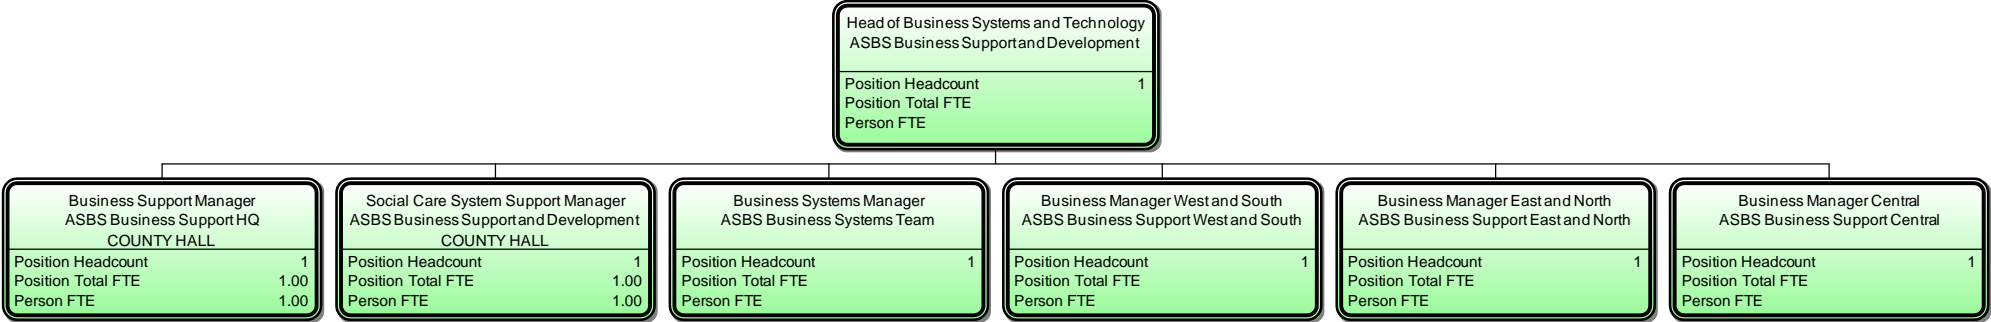 Head of Business Systems and Technology
ASBS Business Support and Development
Position Headcount 1
Position Total FTE
Person FTE
Business Support Manager
ASBS Business Support HQ
COUNTY HALL
Position Headcount 1
Position Total FTE 1.00
Person FTE 1.00
Social Care System Support Manager
ASBS Business Support and Development
COUNTY HALL
Position Headcount 1
Position Total FTE 1.00
Person FTE 1.00
Business Systems Manager
ASBS Business Systems Team
Position Headcount 1
Position Total FTE
Person FTE
Business Manager West and South
ASBS Business Support West and South
Position Headcount 1
Position Total FTE
Person FTE
Business Manager East and North
ASBS Business Support East and North
Position Headcount 1
Position Total FTE
Person FTE
Business Manager Central
ASBS Business Support Central
Position Headcount 1
Position Total FTE
Person FTE